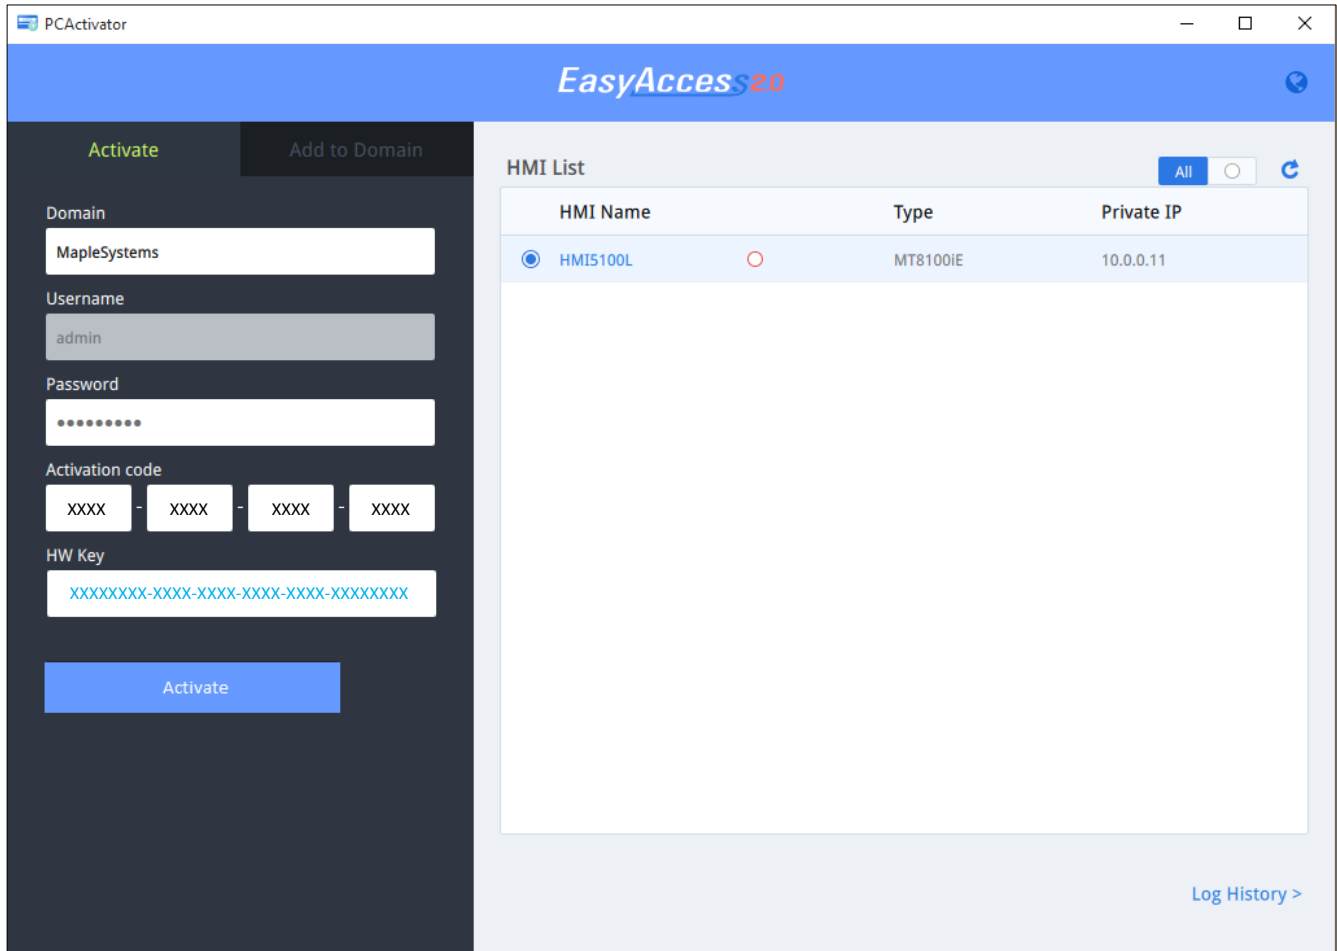 PCActivator
EasyAccess2.0
Activate
Add to Domain
Domain
MapleSystems
Username
admin
Password
•••••••••
Activation code
XXXX - XXXX - XXXX - XXXX
HW Key
XXXXXXXX-XXXX-XXXX-XXXX-XXXX-XXXXXXXX
Activate
HMI List
All
HMI Name Type Private IP
HMI5100L MT8100iE 10.0.0.11
Log History >